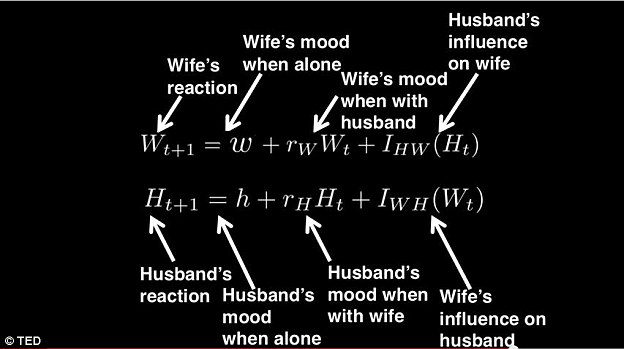 Husband's
influence
on wife
Wife's mood
when alone
Wife's
reaction
Wife's mood
when with
husband
W_{t+1} = w + r_W W_t + I_{HW}(H_t)
H_{t+1} = h + r_H H_t + I_{WH}(W_t)
Husband's
reaction
Husband's
mood
when alone
Husband's
mood when
with wife
Wife's
influence on
husband
© TED